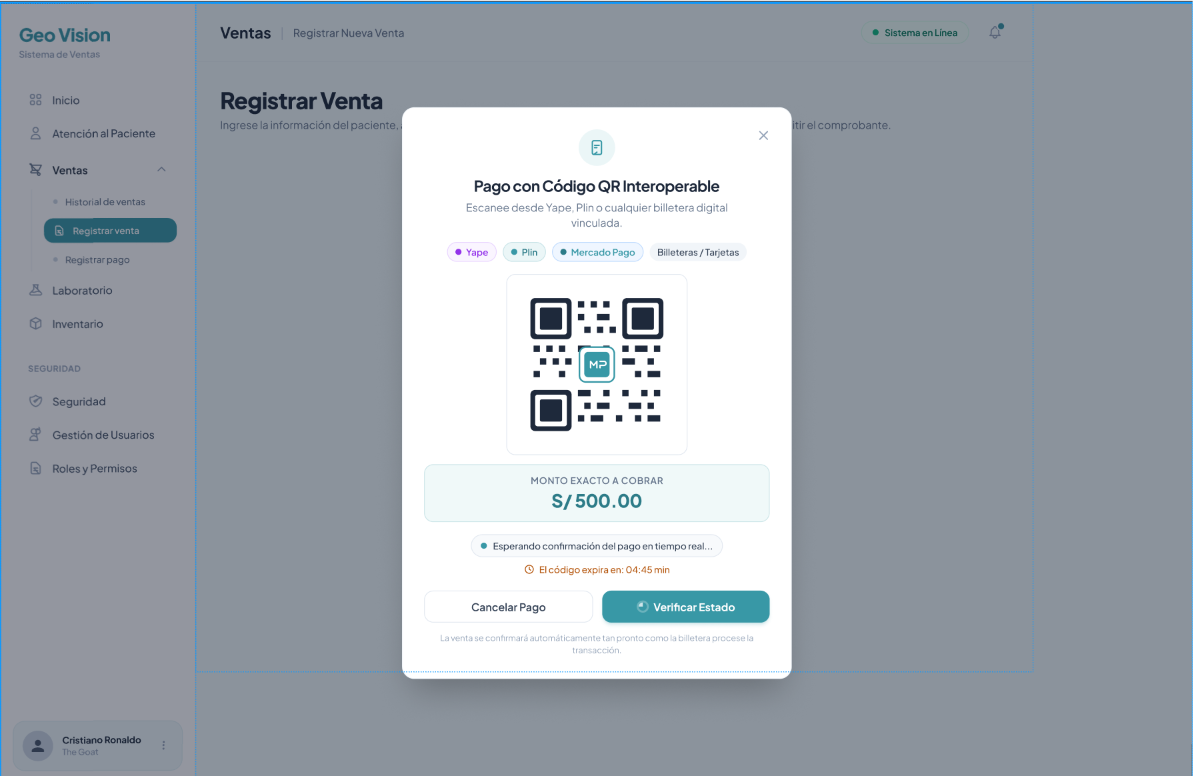 Geo Vision
Sistema de Ventas
Inicio
Atención al Paciente
Ventas
Historial de ventas
Registrar venta
Registrar pago
Laboratorio
Inventario
SEGURIDAD
Seguridad
Gestión de Usuarios
Roles y Permisos
Cristiano Ronaldo
The Goat
Ventas | Registrar Nueva Venta
Sistema en Línea
Registrar Venta
Ingrese la información del paciente, 
tir el comprobante.
Pago con Código QR Interoperable
Escanee desde Yape, Plin o cualquier billetera digital
vinculada.
Yape
Plin
Mercado Pago
Billeteras / Tarjetas
MP
MONTO EXACTO A COBRAR
S/ 500.00
Esperando confirmación del pago en tiempo real...
El código expira en: 04:45 min
Cancelar Pago
Verificar Estado
La venta se confirmará automáticamente tan pronto como la billetera procese la
transacción.